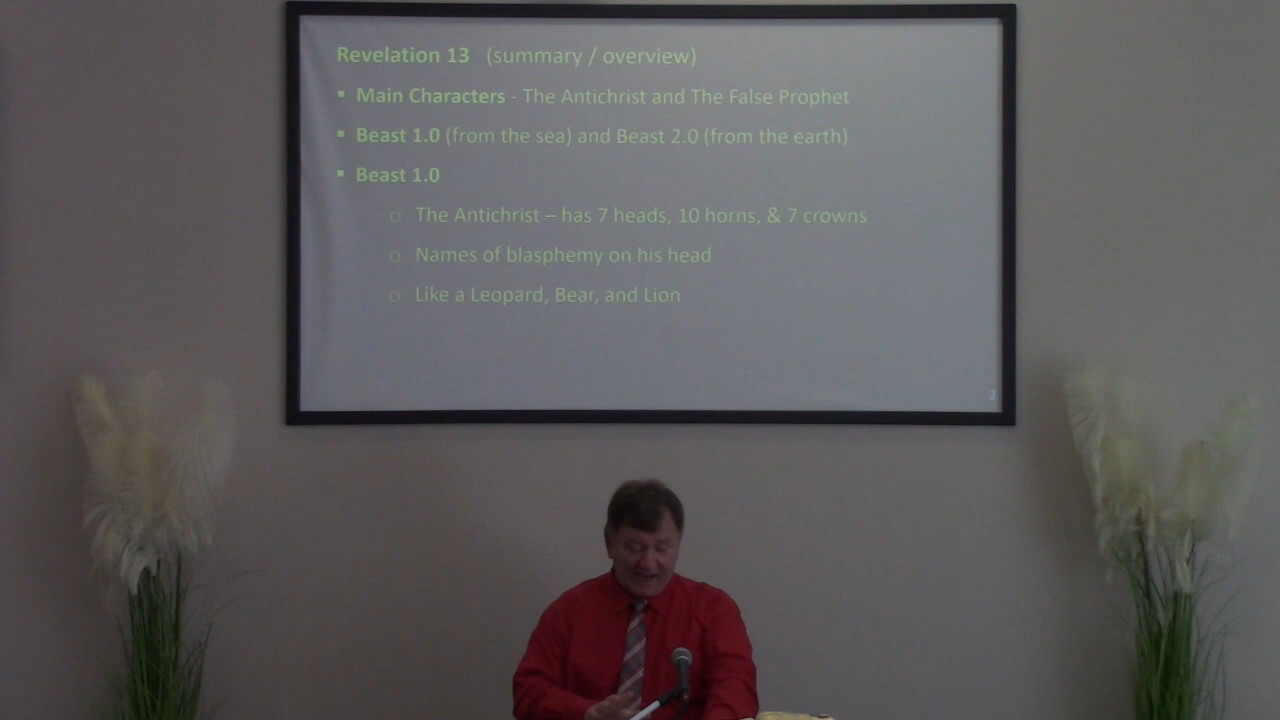 Revelation 13 (summary / overview)
▪ Main Characters - The Antichrist and The False Prophet
▪ Beast 1.0 (from the sea) and Beast 2.0 (from the earth)
▪ Beast 1.0
o The Antichrist – has 7 heads, 10 horns, & 7 crowns
o Names of blasphemy on his head
o Like a Leopard, Bear, and Lion
2